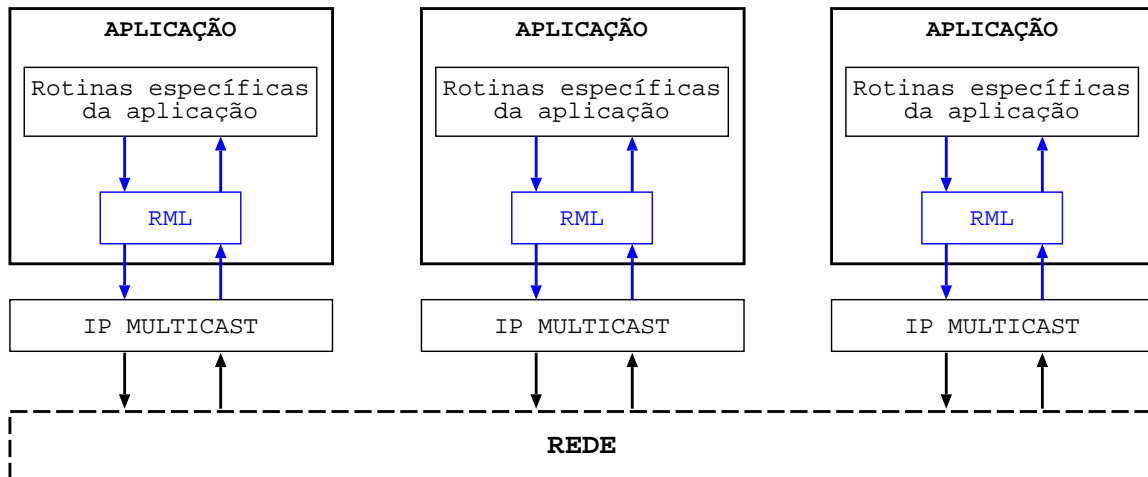 APLICAÇÃO
Rotinas específicas
da aplicação
RML
IP MULTICAST
APLICAÇÃO
Rotinas específicas
da aplicação
RML
IP MULTICAST
APLICAÇÃO
Rotinas específicas
da aplicação
RML
IP MULTICAST
REDE